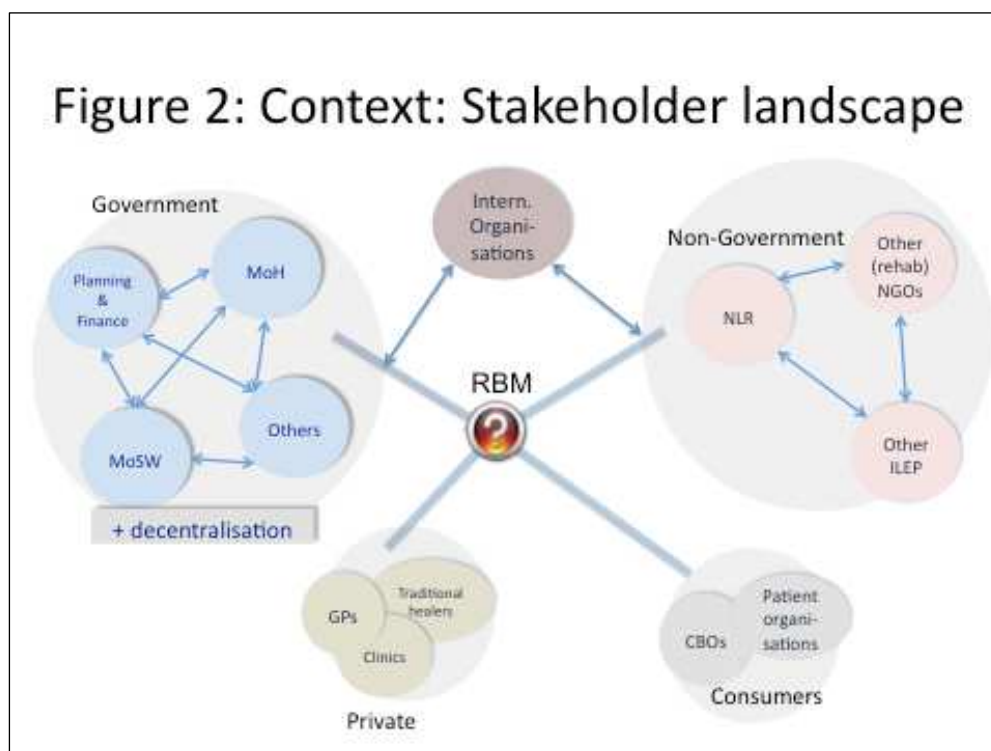 Figure 2: Context: Stakeholder landscape
Government
Planning
&
Finance
MoH
MoSW
Others
+ decentralisation
Intern.
Organi-
sations
RBM
?
Non-Government
NLR
Other
(rehab)
NGOs
Other
ILEP
GPs
Traditional
healers
Clinics
Private
CBOs
Patient
organi-
sations
Consumers